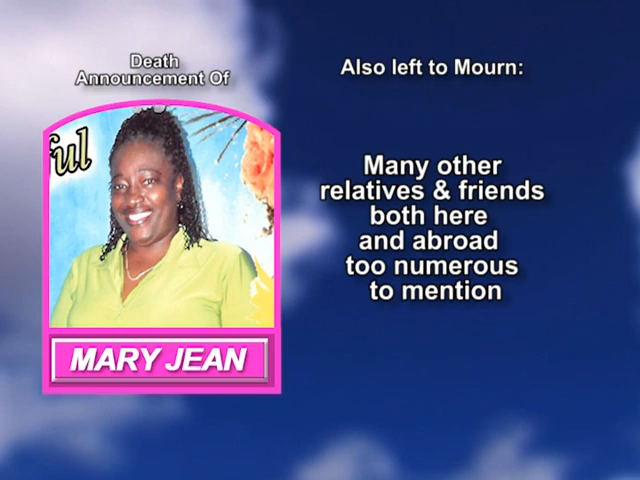 Death
Announcement Of
ful
MARY JEAN
Also left to Mourn:
Many other
relatives & friends
both here
and abroad
too numerous
to mention